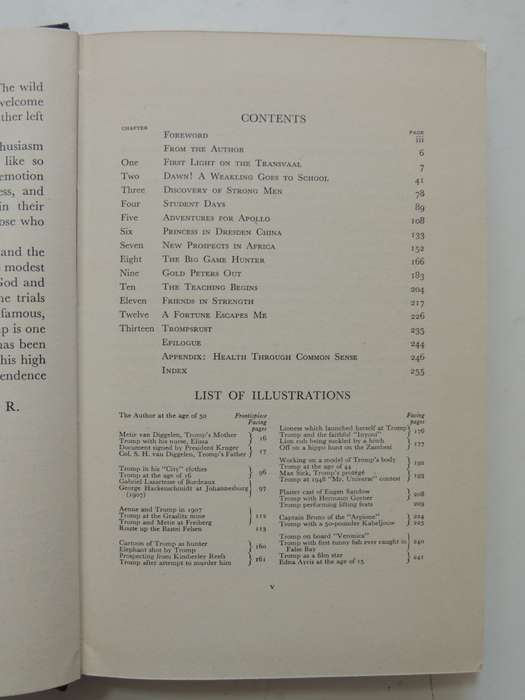 The wild
welcome
ther left
thusiasm
like so
emotion
ess, and
in their
ose who
and the
modest
God and
he trials
famous,
p is one
has been
his high
endence
R.
CONTENTS
CHAPTER PAGE
Foreword iii
From the Author 6
One First Light on the Transvaal 7
Two Dawn! A Weakling Goes to School 41
Three Discovery of Strong Men 78
Four Student Days 89
Five Adventures for Apollo 108
Six Princess in Dresden China 133
Seven New Prospects in Africa 152
Eight The Big Game Hunter 166
Nine Gold Peters Out 183
Ten The Teaching Begins 204
Eleven Friends in Strength 217
Twelve A Fortune Escapes Me 226
Thirteen Trompsrust 235
Epilogue 244
Appendix: Health Through Common Sense 246
Index 255
LIST OF ILLUSTRATIONS
The Author at the age of 50 Frontispiece
Facing
pages
Metie van Diggelen, Tromp's Mother
Tromp with his nurse, Elissa 16
Document signed by President Kruger
Col. S. H. van Diggelen, Tromp's Father 17
Tromp in his "City" clothes
Tromp at the age of 16 96
Gabriel Lasartesse of Bordeaux
George Hackenschmidt at Johannesburg 97
(1907)
Aenne and Tromp in 1907
Tromp at the Graslitz mine 112
Tromp and Metie at Freiberg
Route up the Bastei Felsen 113
Cartoon of Tromp as hunter
Elephant shot by Tromp 160
Prospecting from Kimberley Reefs
Tromp after attempt to murder him 161
Facing
pages
Lioness which launched herself at Tromp 176
Tromp and the faithful "Inyoni"
Lion cub being suckled by a bitch 177
Off on a hippo hunt on the Zambesi
Working on a model of Tromp's body 192
Tromp at the age of 44
Max Sick, Tromp's protégé 193
Tromp at 1948 "Mr. Universe" contest
Plaster cast of Eugen Sandow 208
Tromp with Hermann Goerner
Tromp performing lifting feats 209
Captain Bruno of the "Arpione" 224
Tromp with a 50-pounder Kabeljouw 225
Tromp on board "Veronica"
Tromp with first tunny fish ever caught in 240
False Bay
Tromp as a film star 241
Edna Avris at the age of 15
v